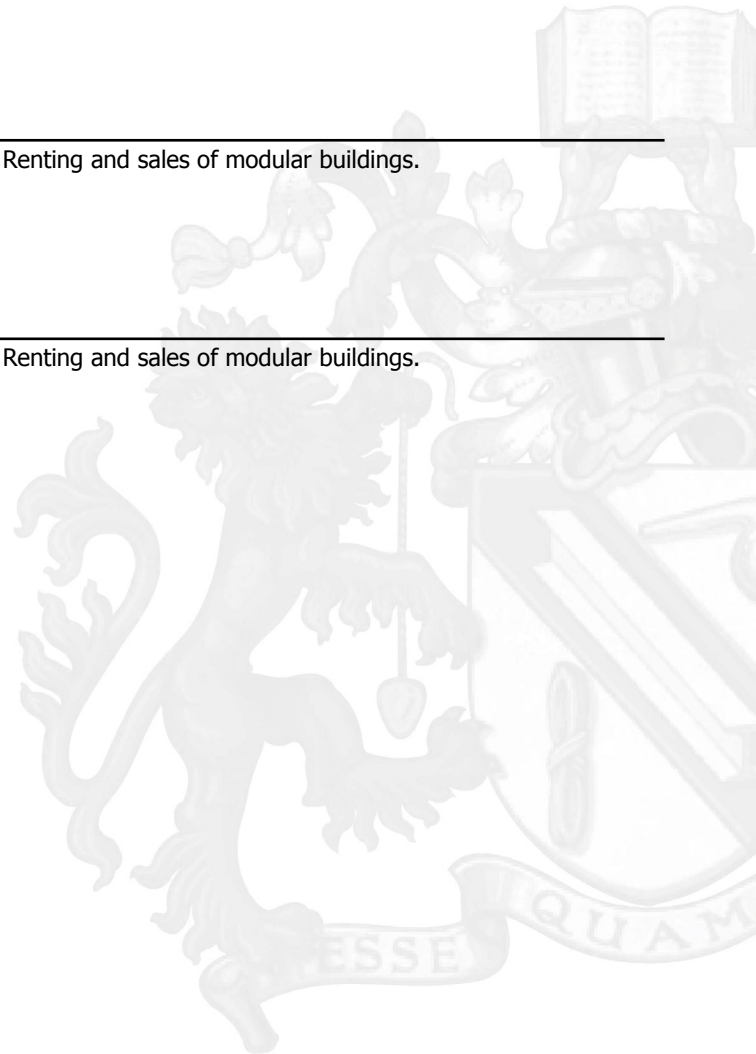 Renting and sales of modular buildings.
Renting and sales of modular buildings.
ESSE
QUAM